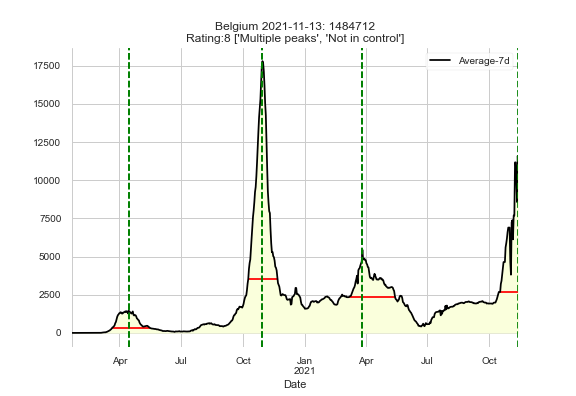 Belgium 2021-11-13: 1484712
Rating:8 ['Multiple peaks', 'Not in control']
Average-7d
17500
15000
12500
10000
7500
5000
2500
0
Apr Jul Oct Jan Apr Jul Oct
2021
Date